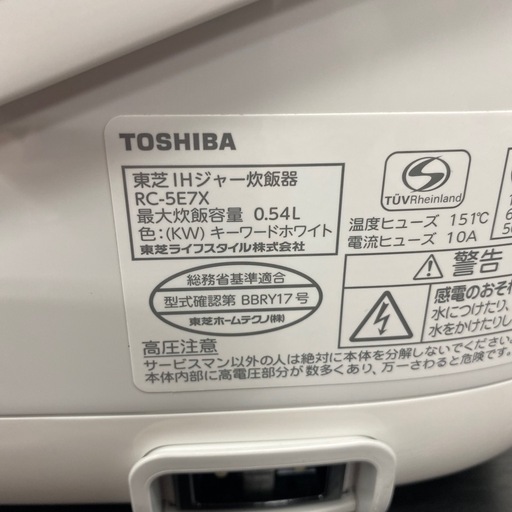 TOSHIBA
東芝IHジャー炊飯器
RC-5E7X
最大炊飯容量 0.54L
色:(KW) キーワードホワイト
東芝ライフスタイル株式会社
総務省基準適合
型式確認第 BBRY17号
東芝ホームテクノ(株)
高圧注意
サービスマン以外の人は絶対に本体を分解しないでくださ
本体内部に高電圧部分が数多くあり、万一さわると危険です。
TÜVRheinland
温度ヒューズ 151℃
電流ヒューズ 10A
警告
感電のおそれ
水につけたり、
水をかけたりし